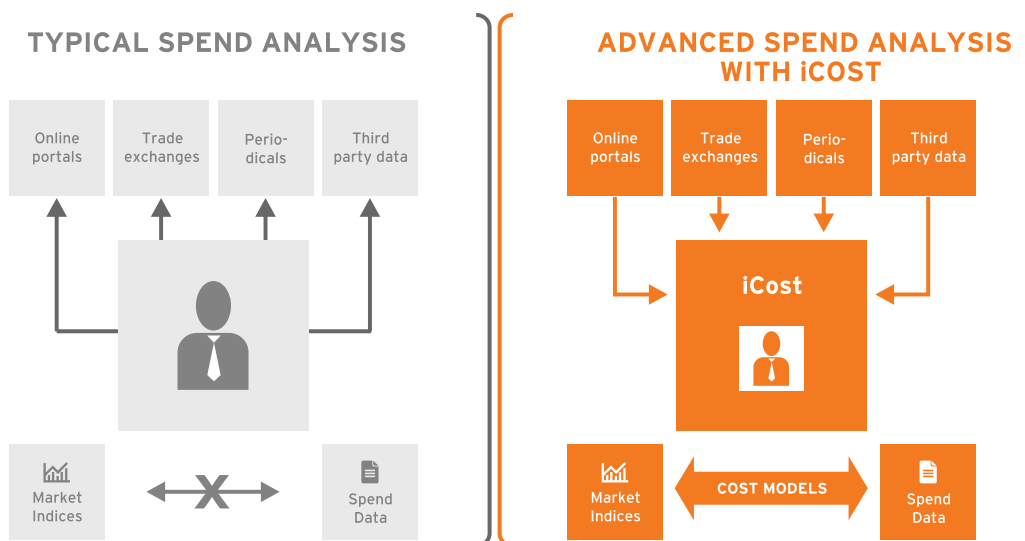 TYPICAL SPEND ANALYSIS
Online
portals
Trade
exchanges
Perio-
dicals
Third
party data
Market
Indices
X
Spend
Data
ADVANCED SPEND ANALYSIS
WITH iCOST
Online
portals
Trade
exchanges
Perio-
dicals
Third
party data
iCost
Market
Indices
COST MODELS
Spend
Data